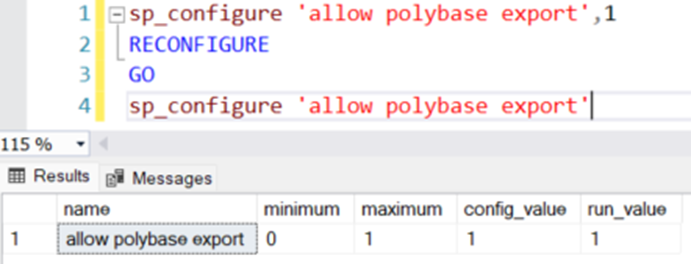 1 sp_configure 'allow polybase export',1
2 RECONFIGURE
3 GO
4 sp_configure 'allow polybase export'
115 %
Results Messages
name minimum maximum config_value run_value
1 allow polybase export 0 1 1 1